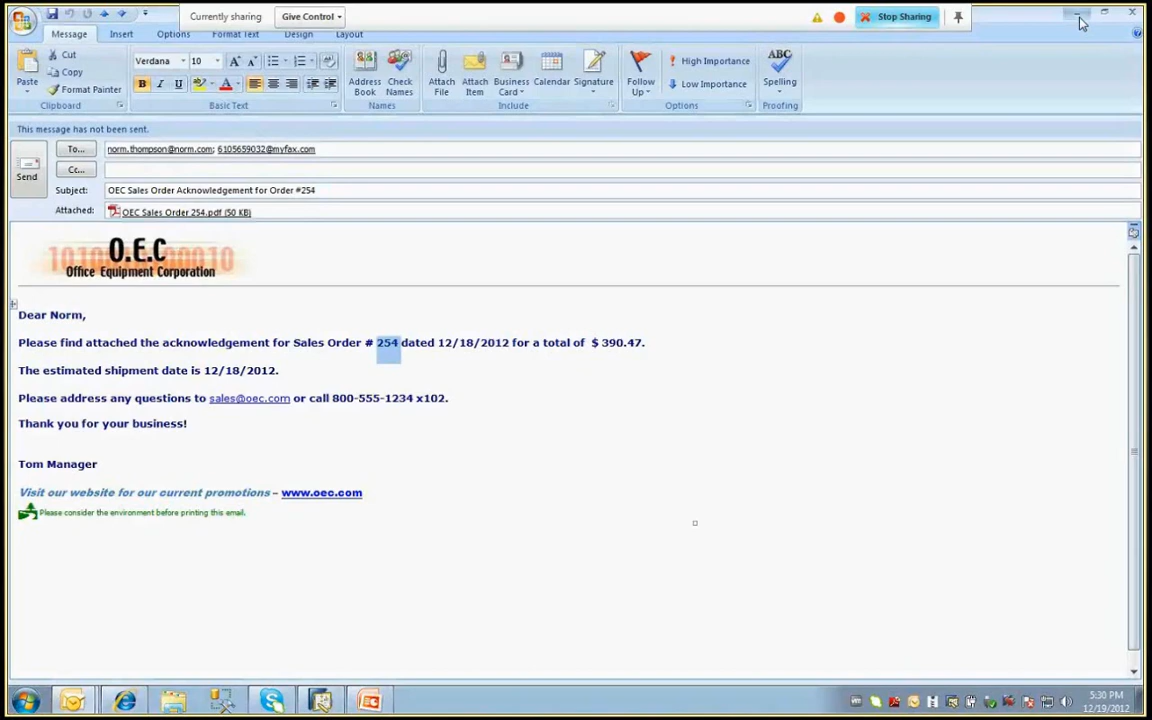 Currently sharing Give Control Stop Sharing
Message Insert Options Format Text Design Layout
Paste Cut Copy Format Painter
Clipboard
Verdana 10
B I U A
Basic Text
Address Book Check Names
Names
Attach File Attach Item Business Card Calendar Signature
Include
Follow Up High Importance Low Importance
Options
ABC Spelling
Proofing
This message has not been sent.
Send
To... norm.thompson@norm.com; 6105659032@myfax.com
Cc...
Subject: OEC Sales Order Acknowledgement for Order #254
Attached: OEC Sales Order 254.pdf (50 KB)
O.E.C
Office Equipment Corporation
Dear Norm,
Please find attached the acknowledgement for Sales Order # 254 dated 12/18/2012 for a total of $ 390.47.
The estimated shipment date is 12/18/2012.
Please address any questions to sales@oec.com or call 800-555-1234 x102.
Thank you for your business!
Tom Manager
Visit our website for our current promotions – www.oec.com
Please consider the environment before printing this email.
5:30 PM
12/19/2012